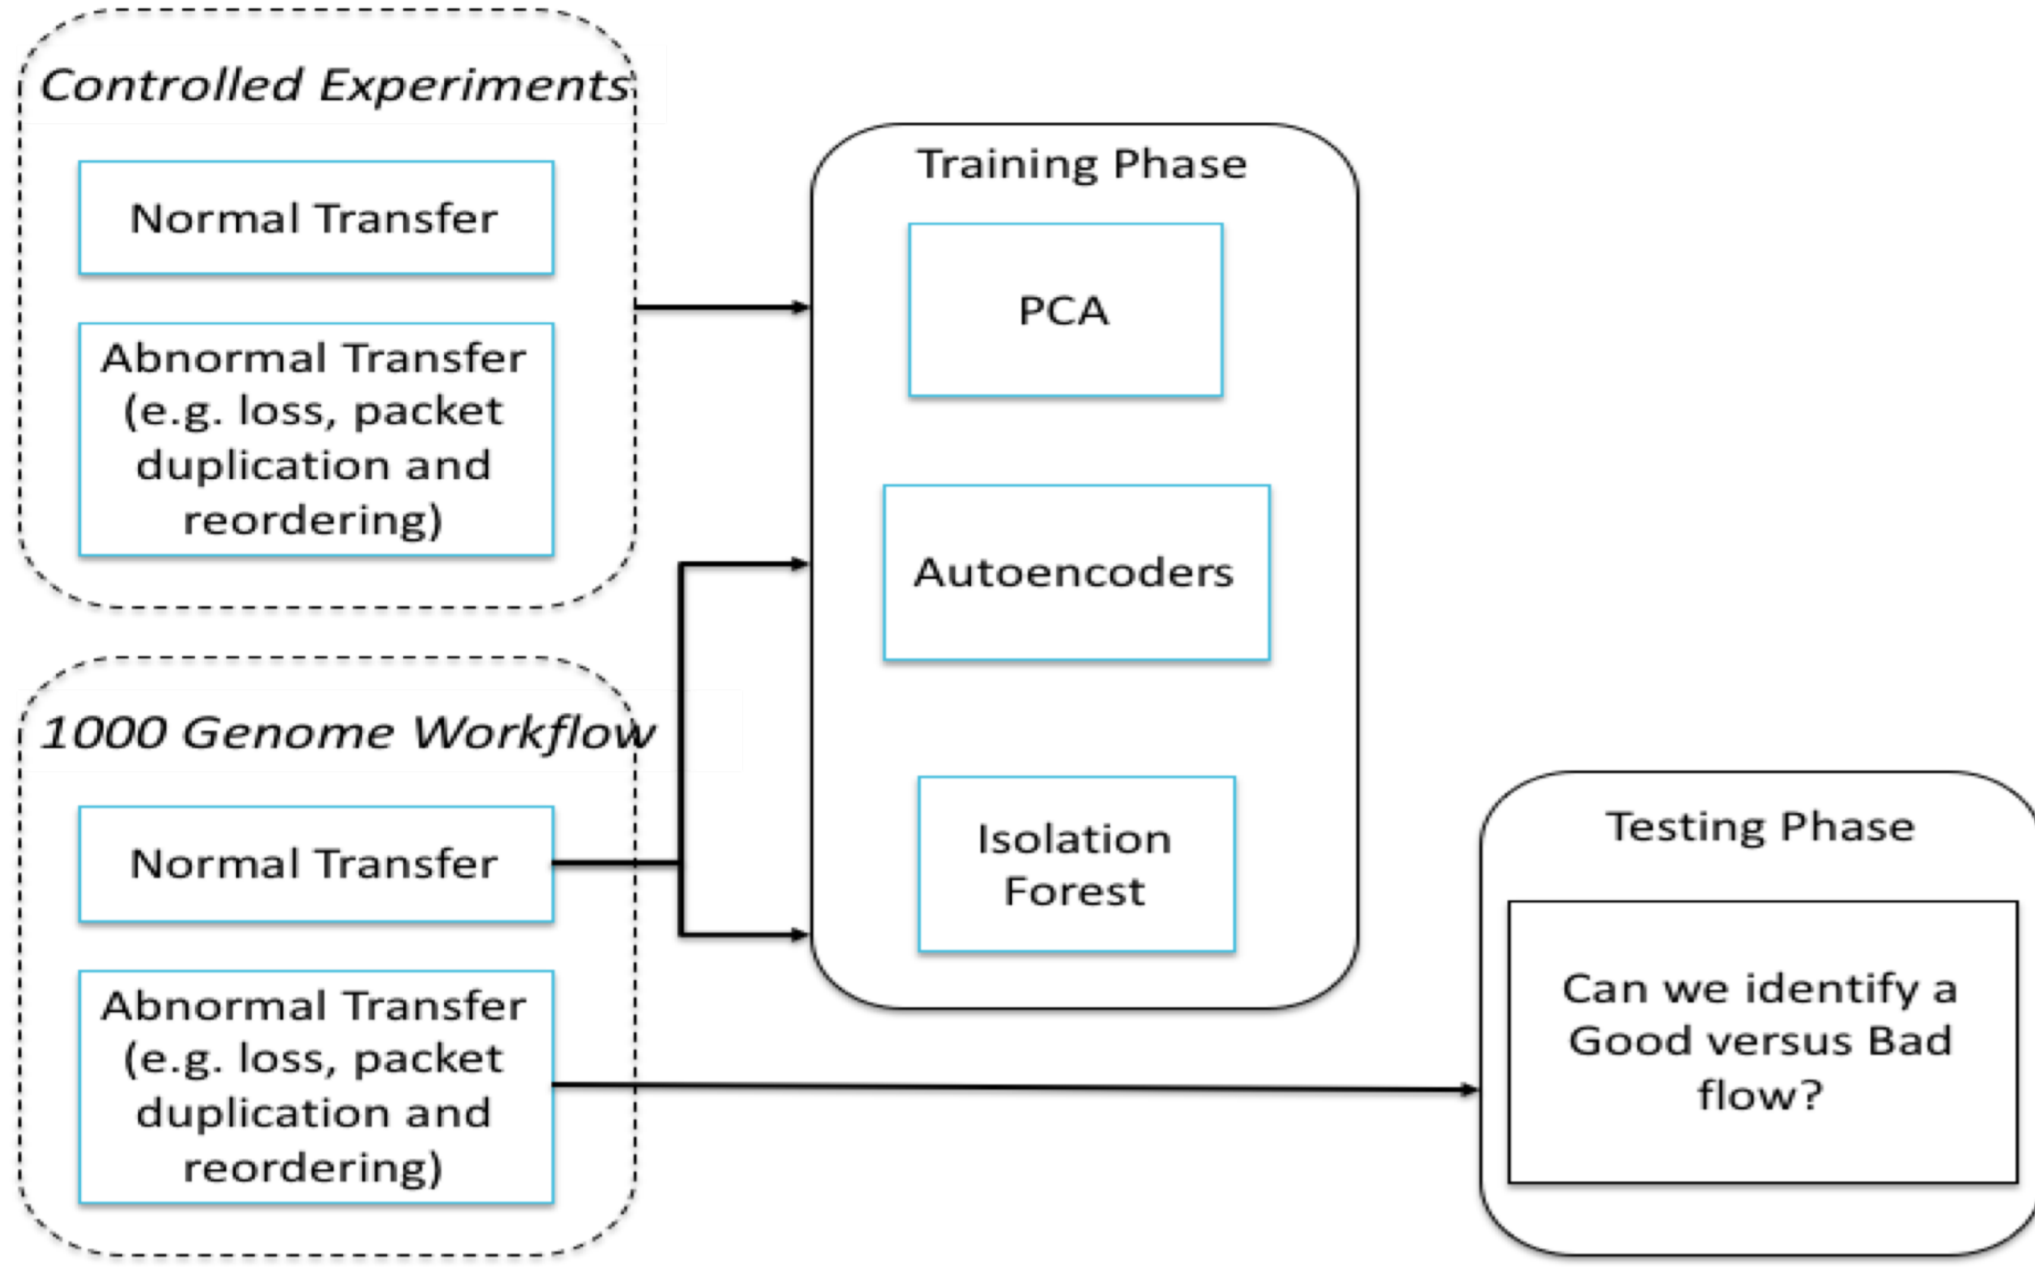 Controlled Experiments
Normal Transfer
Abnormal Transfer
(e.g. loss, packet
duplication and
reordering)
1000 Genome Workflow
Normal Transfer
Abnormal Transfer
(e.g. loss, packet
duplication and
reordering)
Training Phase
PCA
Autoencoders
Isolation
Forest
Testing Phase
Can we identify a
Good versus Bad
flow?